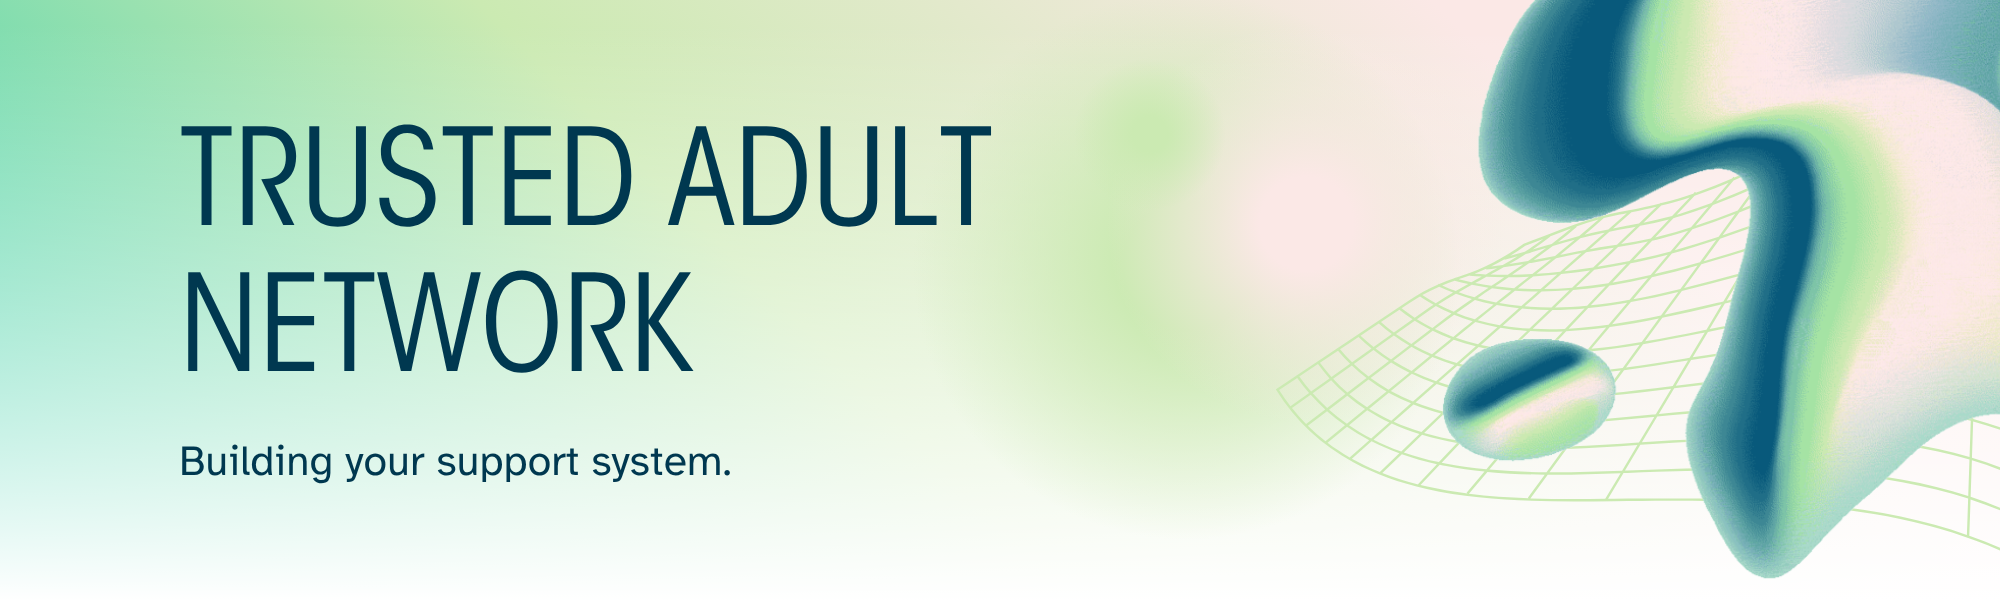 TRUSTED ADULT
NETWORK
Building your support system.